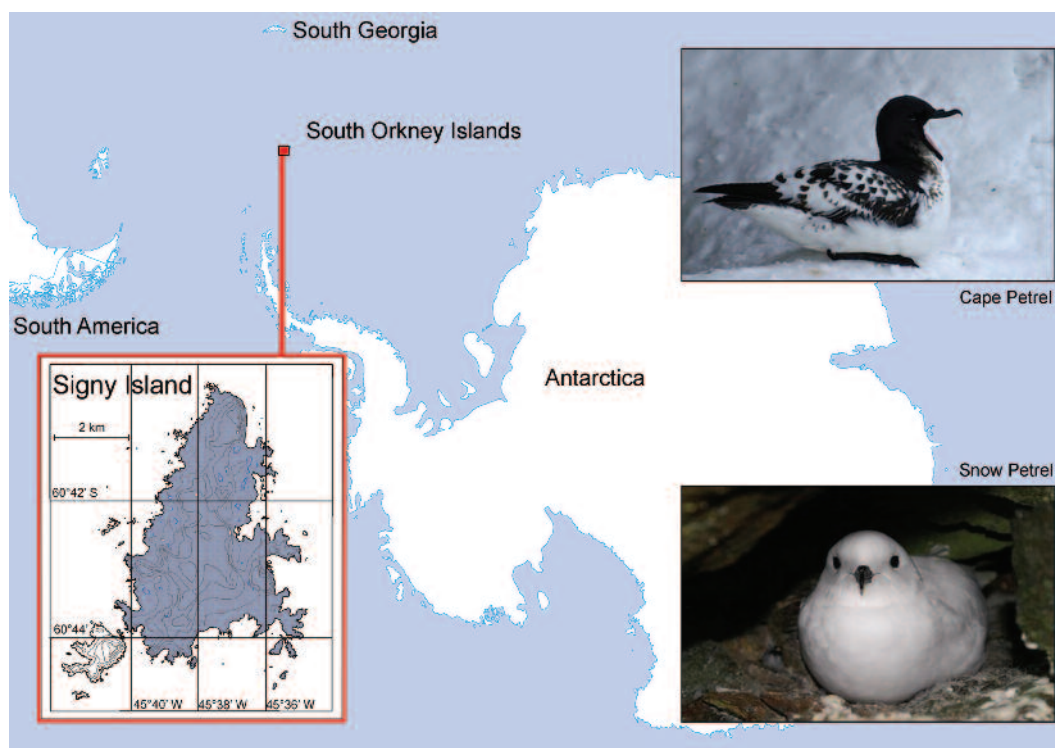 South Georgia
South Orkney Islands
Cape Petrel
South America
Antarctica
Signy Island
2 km
60°42' S
60°44'
45°40' W
45°38' W
45°36' W
Snow Petrel